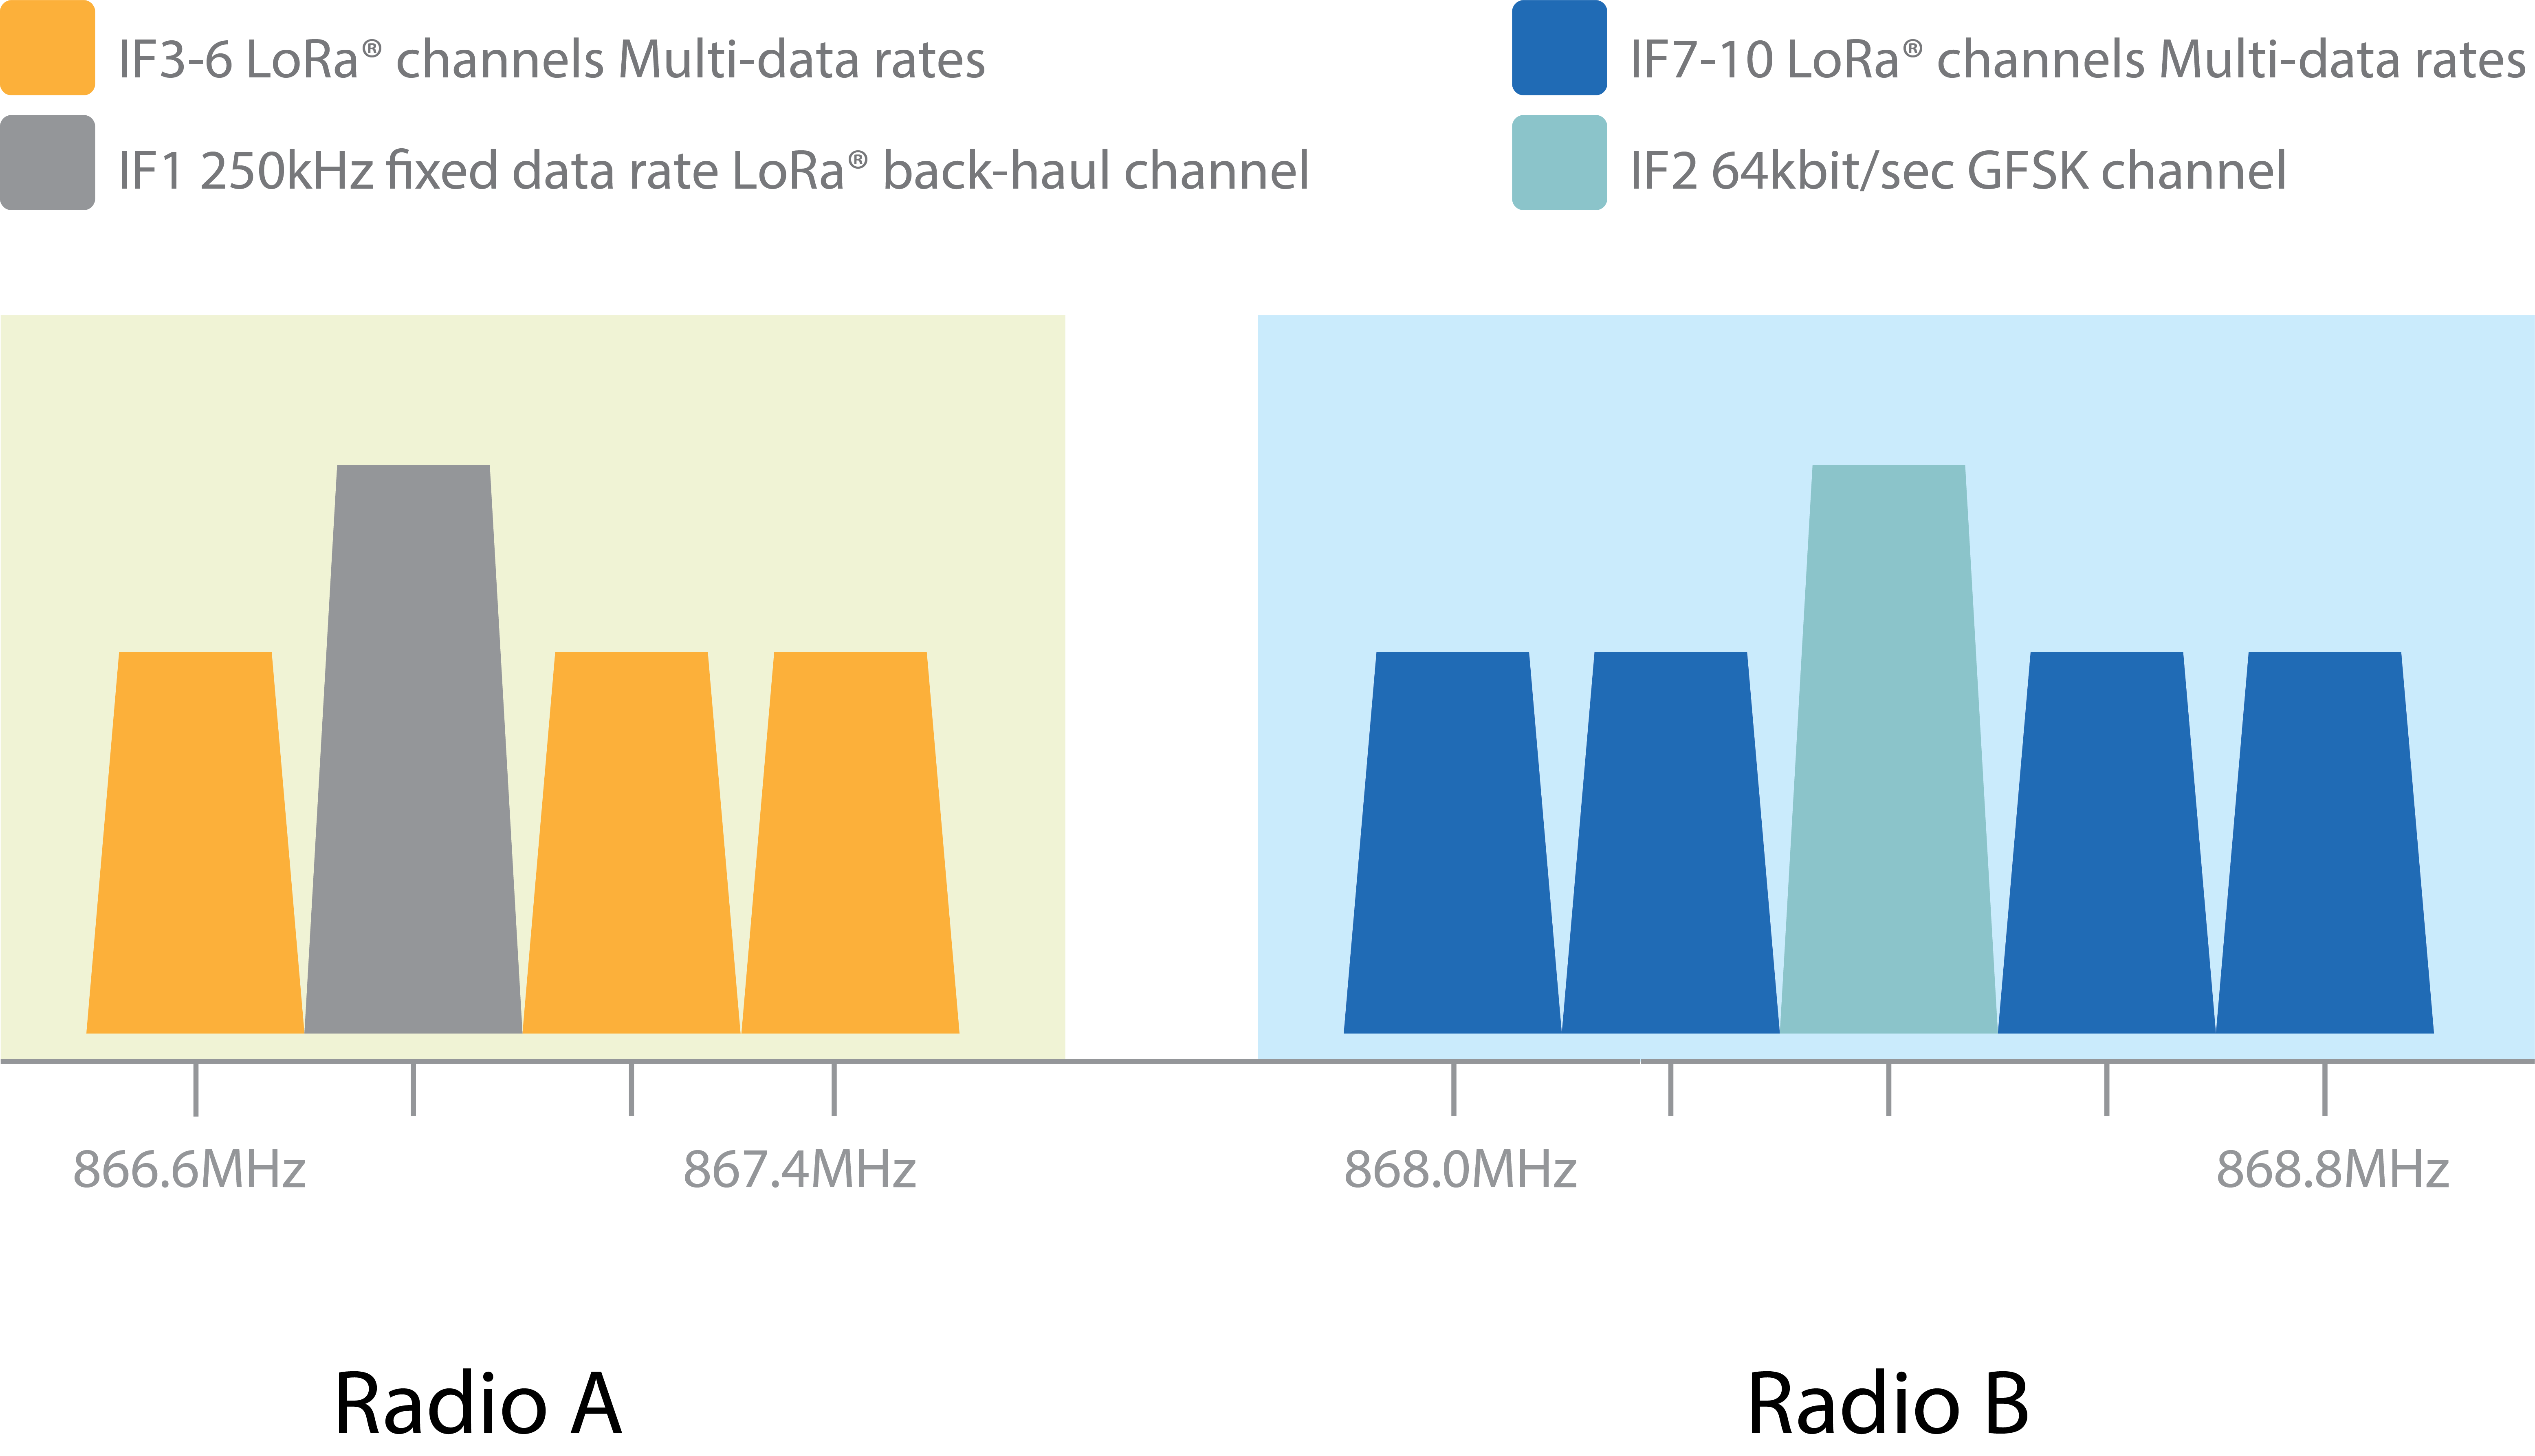 IF3-6 LoRa® channels Multi-data rates
IF7-10 LoRa® channels Multi-data rates
IF1 250kHz fixed data rate LoRa® back-haul channel
IF2 64kbit/sec GFSK channel
866.6MHz
867.4MHz
868.0MHz
868.8MHz
Radio A
Radio B